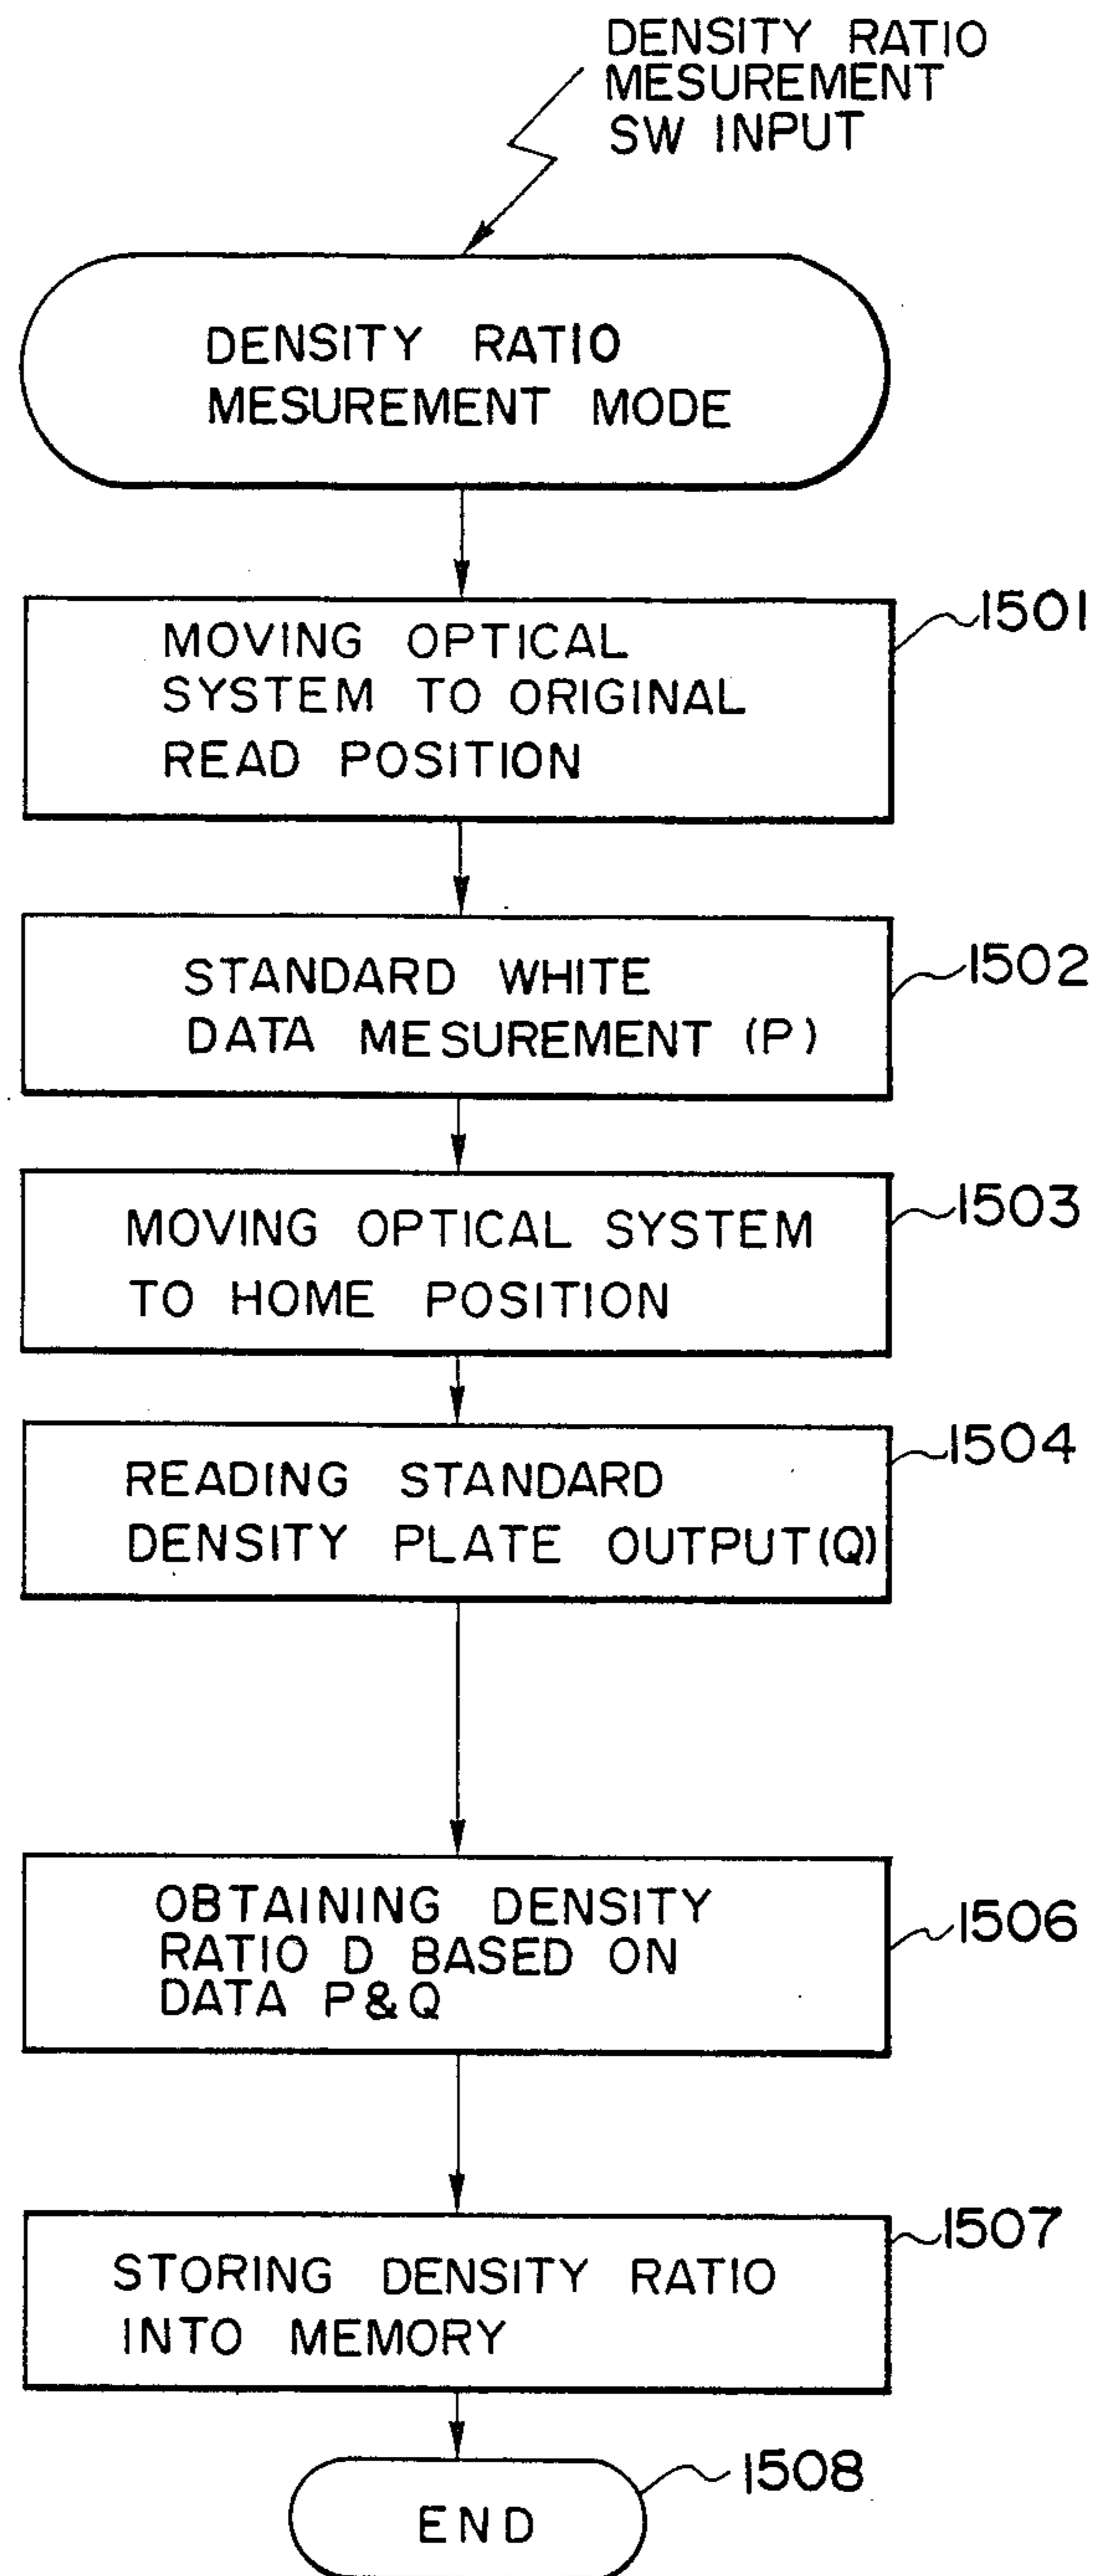 DENSITY RATIO
MESUREMENT
SW INPUT
DENSITY RATIO
MESUREMENT MODE
1501
MOVING OPTICAL
SYSTEM TO ORIGINAL
READ POSITION
1502
STANDARD WHITE
DATA MESUREMENT (P)
1503
MOVING OPTICAL SYSTEM
TO HOME POSITION
1504
READING STANDARD
DENSITY PLATE OUTPUT(Q)
1506
OBTAINING DENSITY
RATIO D BASED ON
DATA P&Q
1507
STORING DENSITY RATIO
INTO MEMORY
1508
END